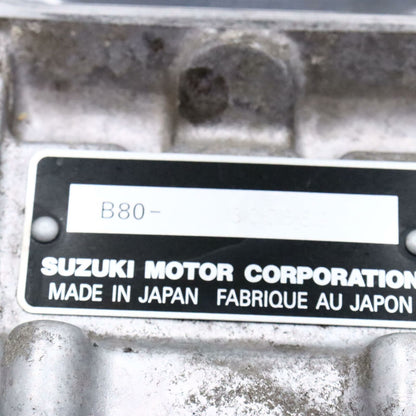 B80-
SUZUKI MOTOR CORPORATION
MADE IN JAPAN FABRIQUE AU JAPON